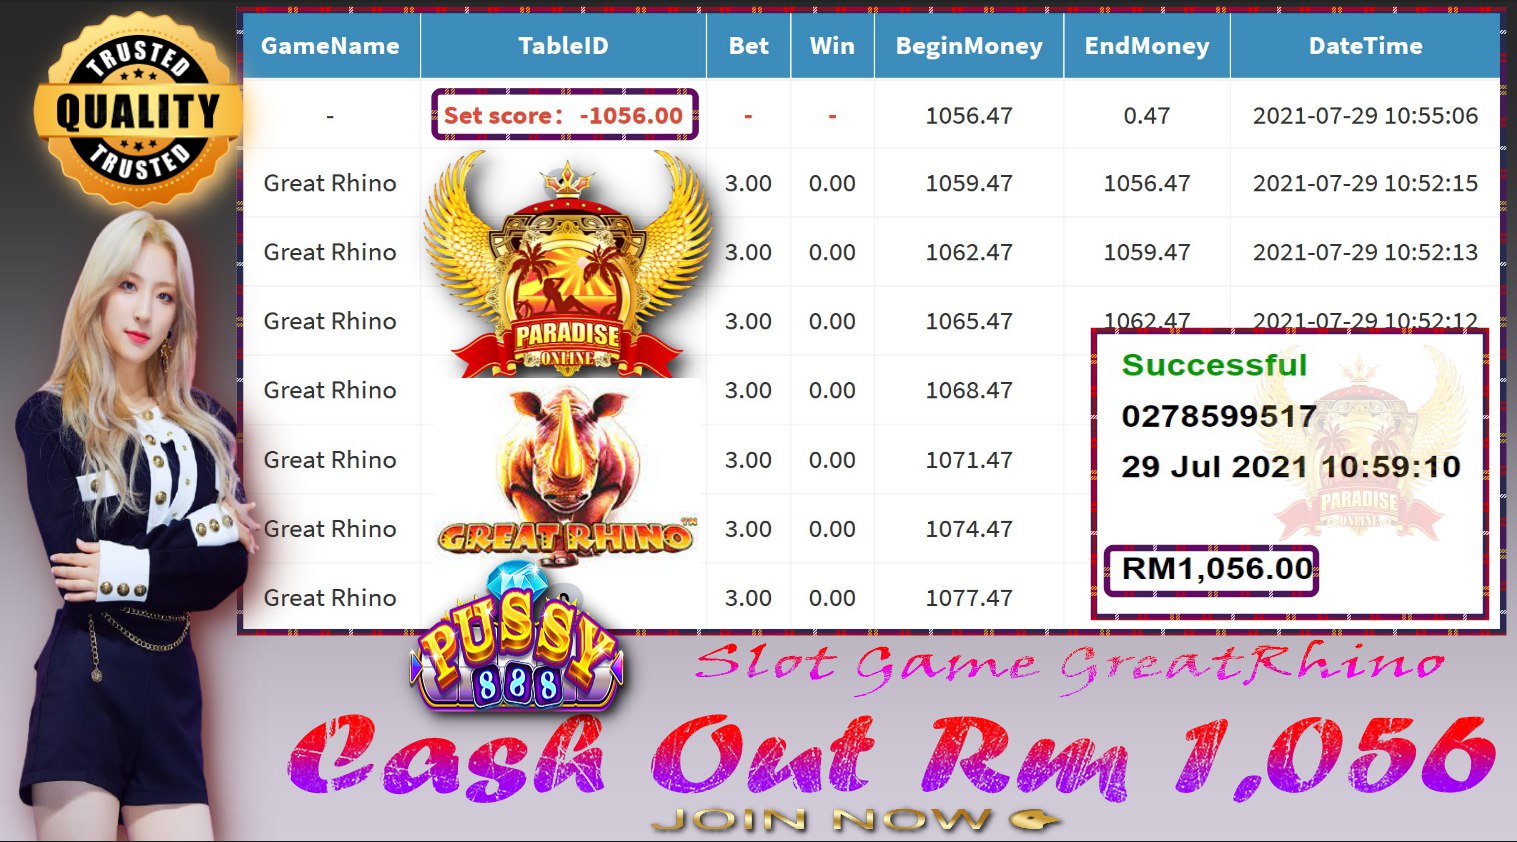 TRUSTED
QUALITY
TRUSTED
GameName TableID Bet Win BeginMoney EndMoney DateTime
- Set score: -1056.00 - - 1056.47 0.47 2021-07-29 10:55:06
Great Rhino 3.00 0.00 1059.47 1056.47 2021-07-29 10:52:15
Great Rhino 3.00 0.00 1062.47 1059.47 2021-07-29 10:52:13
Great Rhino 3.00 0.00 1065.47 1062.47 2021-07-29 10:52:12
Great Rhino 3.00 0.00 1068.47
Great Rhino 3.00 0.00 1071.47
Great Rhino 3.00 0.00 1074.47
Great Rhino 3.00 0.00 1077.47
PARADISE
ONLINE
GREAT RHINO™
PUSSY
888
Successful
0278599517
29 Jul 2021 10:59:10
PARADISE
ONLINE
RM1,056.00
Slot Game GreatRhino
Cash Out Rm 1,056
JOIN NOW